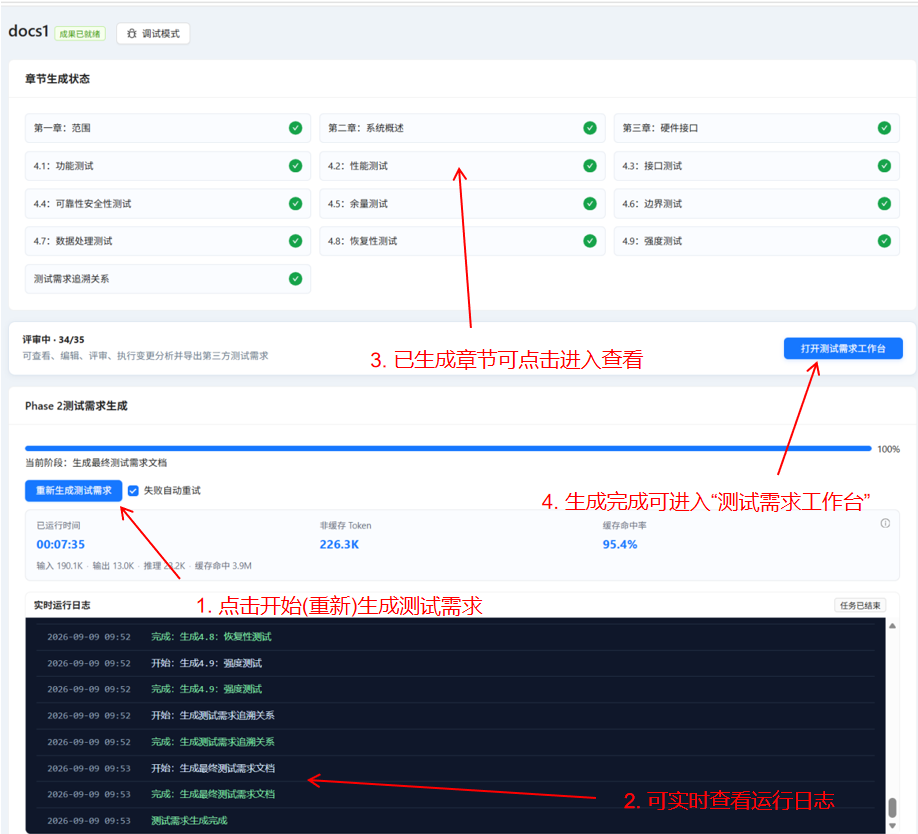 docs1 成果已就绪 调试模式
章节生成状态
第一章：范围 第二章：系统概述 第三章：硬件接口
4.1：功能测试 4.2：性能测试 4.3：接口测试
4.4：可靠性安全性测试 4.5：余量测试 4.6：边界测试
4.7：数据处理测试 4.8：恢复性测试 4.9：强度测试
测试需求追溯关系
评审中 · 34/35
可查看、编辑、评审、执行变更分析并导出第三方测试需求
打开测试需求工作台
3. 已生成章节可点击进入查看
Phase 2测试需求生成
100%
当前阶段：生成最终测试需求文档
重新生成测试需求 失败自动重试
4. 生成完成可进入“测试需求工作台”
已运行时间 非缓存 Token 缓存命中率
00:07:35 226.3K 95.4%
输入 190.1K · 输出 13.0K · 推理 23.2K · 缓存命中 3.9M
1. 点击开始(重新)生成测试需求
实时运行日志 任务已结束
2026-09-09 09:52 完成：生成4.8：恢复性测试
2026-09-09 09:52 开始：生成4.9：强度测试
2026-09-09 09:52 完成：生成4.9：强度测试
2026-09-09 09:52 开始：生成测试需求追溯关系
2026-09-09 09:52 完成：生成测试需求追溯关系
2026-09-09 09:53 开始：生成最终测试需求文档
2026-09-09 09:53 完成：生成最终测试需求文档
2. 可实时查看运行日志
2026-09-09 09:53 测试需求生成完成